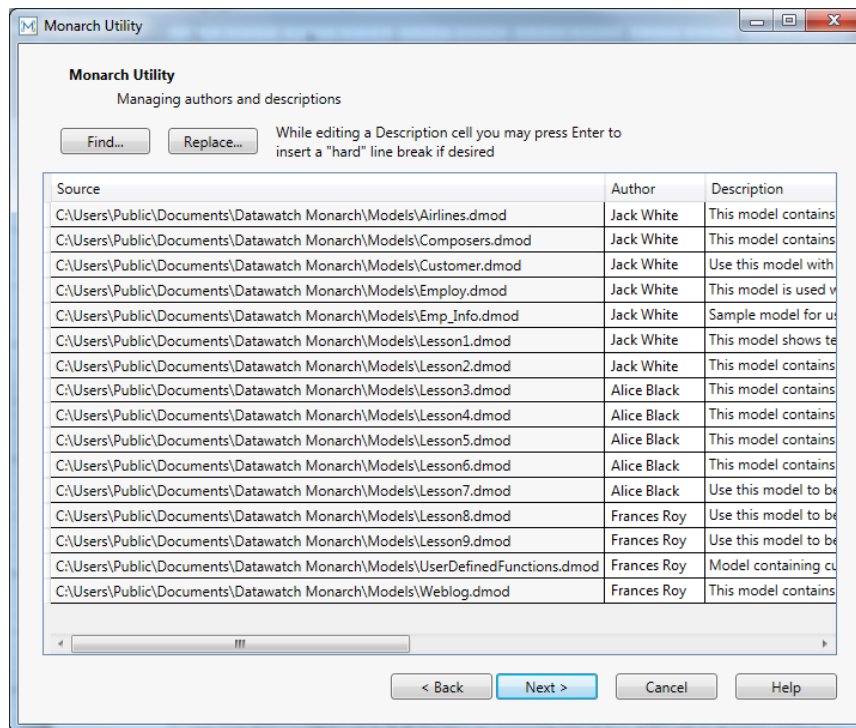 Monarch Utility
Monarch Utility
Managing authors and descriptions
Find... Replace... While editing a Description cell you may press Enter to
insert a "hard" line break if desired
Source Author Description
C:\Users\Public\Documents\Datawatch Monarch\Models\Airlines.dmod Jack White This model contains
C:\Users\Public\Documents\Datawatch Monarch\Models\Composers.dmod Jack White This model contains
C:\Users\Public\Documents\Datawatch Monarch\Models\Customer.dmod Jack White Use this model with
C:\Users\Public\Documents\Datawatch Monarch\Models\Employ.dmod Jack White This model is used w
C:\Users\Public\Documents\Datawatch Monarch\Models\Emp_Info.dmod Jack White Sample model for us
C:\Users\Public\Documents\Datawatch Monarch\Models\Lesson1.dmod Jack White This model shows te
C:\Users\Public\Documents\Datawatch Monarch\Models\Lesson2.dmod Jack White This model contains
C:\Users\Public\Documents\Datawatch Monarch\Models\Lesson3.dmod Alice Black This model contains
C:\Users\Public\Documents\Datawatch Monarch\Models\Lesson4.dmod Alice Black This model contains
C:\Users\Public\Documents\Datawatch Monarch\Models\Lesson5.dmod Alice Black This model contains
C:\Users\Public\Documents\Datawatch Monarch\Models\Lesson6.dmod Alice Black This model contains
C:\Users\Public\Documents\Datawatch Monarch\Models\Lesson7.dmod Alice Black Use this model to be
C:\Users\Public\Documents\Datawatch Monarch\Models\Lesson8.dmod Frances Roy Use this model to be
C:\Users\Public\Documents\Datawatch Monarch\Models\Lesson9.dmod Frances Roy Use this model to be
C:\Users\Public\Documents\Datawatch Monarch\Models\UserDefinedFunctions.dmod Frances Roy Model containing cu
C:\Users\Public\Documents\Datawatch Monarch\Models\Weblog.dmod Frances Roy This model contains
< Back Next > Cancel Help